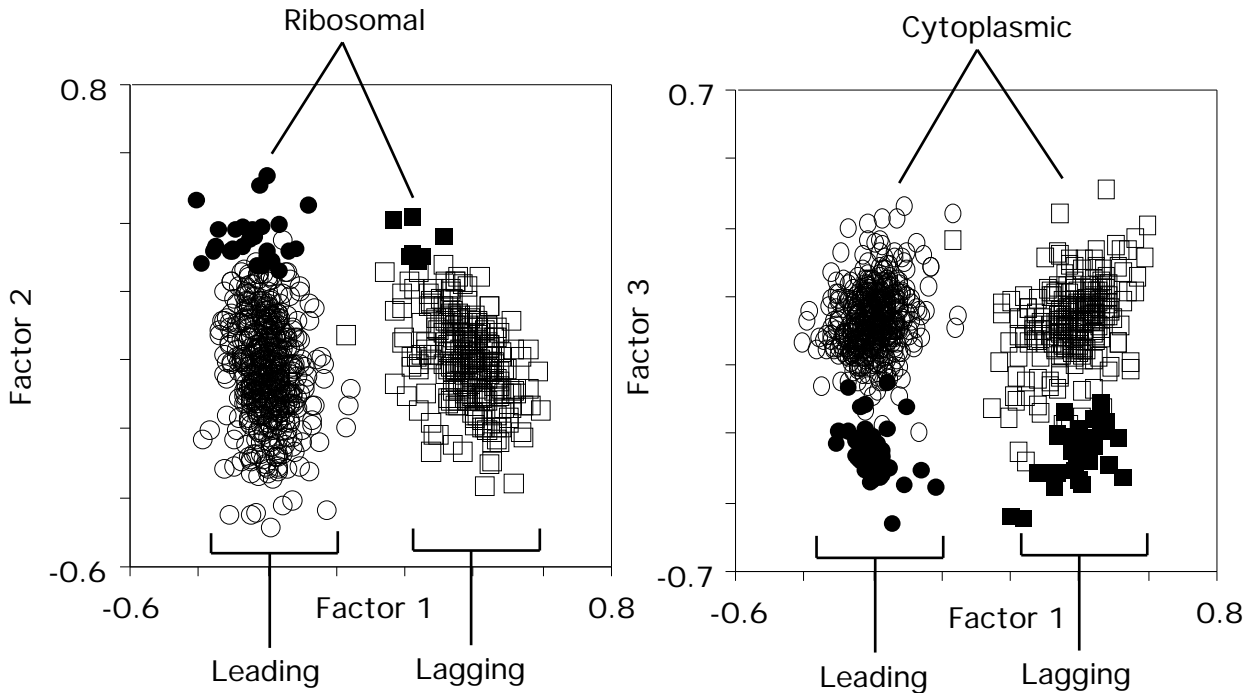 Ribosomal
0.8
Factor 2
-0.6
-0.6
Factor 1
0.8
Leading
Lagging
Cytoplasmic
0.7
Factor 3
-0.7
-0.6
Factor 1
0.8
Leading
Lagging